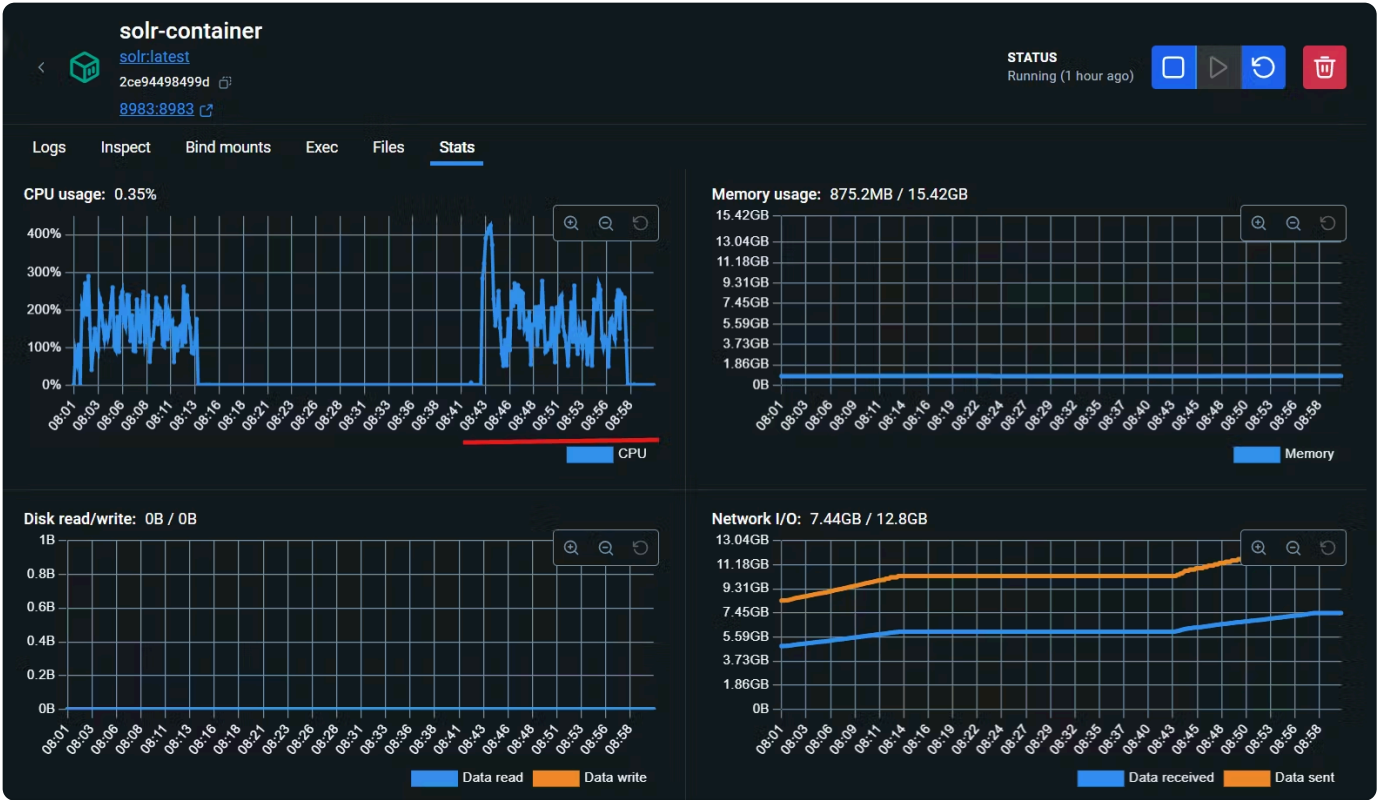 solr-container
solr:latest
2ce94498499d
8983:8983
STATUS
Running (1 hour ago)
Logs Inspect Bind mounts Exec Files Stats
CPU usage: 0.35%
400%
300%
200%
100%
0%
08:01 08:03 08:06 08:08 08:11 08:13 08:16 08:18 08:21 08:23 08:26 08:28 08:31 08:33 08:36 08:38 08:41 08:43 08:46 08:48 08:51 08:53 08:56 08:58
CPU
Memory usage: 875.2MB / 15.42GB
15.42GB
13.04GB
11.18GB
9.31GB
7.45GB
5.59GB
3.73GB
1.86GB
0B
08:01 08:03 08:06 08:09 08:11 08:14 08:16 08:19 08:22 08:24 08:27 08:29 08:32 08:35 08:37 08:40 08:43 08:45 08:48 08:50 08:53 08:56 08:58
Memory
Disk read/write: 0B / 0B
1B
0.8B
0.6B
0.4B
0.2B
0B
08:01 08:03 08:06 08:08 08:11 08:13 08:16 08:18 08:21 08:23 08:26 08:28 08:31 08:33 08:36 08:38 08:41 08:43 08:46 08:48 08:51 08:53 08:56 08:58
Data read Data write
Network I/O: 7.44GB / 12.8GB
13.04GB
11.18GB
9.31GB
7.45GB
5.59GB
3.73GB
1.86GB
0B
08:01 08:03 08:06 08:09 08:11 08:14 08:16 08:19 08:22 08:24 08:27 08:29 08:32 08:35 08:37 08:40 08:43 08:45 08:48 08:50 08:53 08:56 08:58
Data received Data sent